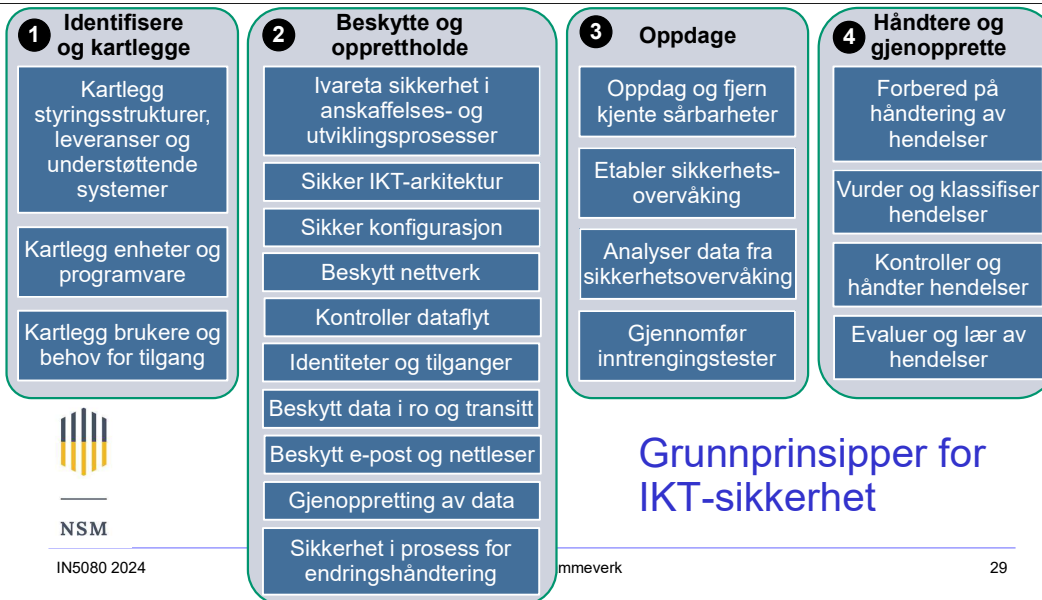 1
Identifisere
og kartlegge
Kartlegg
styringsstrukturer,
leveranser og
understøttende
systemer
Kartlegg enheter og
programvare
Kartlegg brukere og
behov for tilgang
2
Beskytte og
opprettholde
Ivareta sikkerhet i
anskaffelses- og
utviklingsprosesser
Sikker IKT-arkitektur
Sikker konfigurasjon
Beskytt nettverk
Kontroller dataflyt
Identiteter og tilganger
Beskytt data i ro og transitt
Beskytt e-post og nettleser
Gjenoppretting av data
Sikkerhet i prosess for
endringshåndtering
3
Oppdage
Oppdag og fjern
kjente sårbarheter
Etabler sikkerhets-
overvåking
Analyser data fra
sikkerhetsovervåking
Gjennomfør
inntrengingstester
4
Håndtere og
gjenopprette
Forbered på
håndtering av
hendelser
Vurder og klassifiser
hendelser
Kontroller og
håndter hendelser
Evaluer og lær av
hendelser
NSM
Grunnprinsipper for
IKT-sikkerhet
IN5080 2024
mmeverk
29